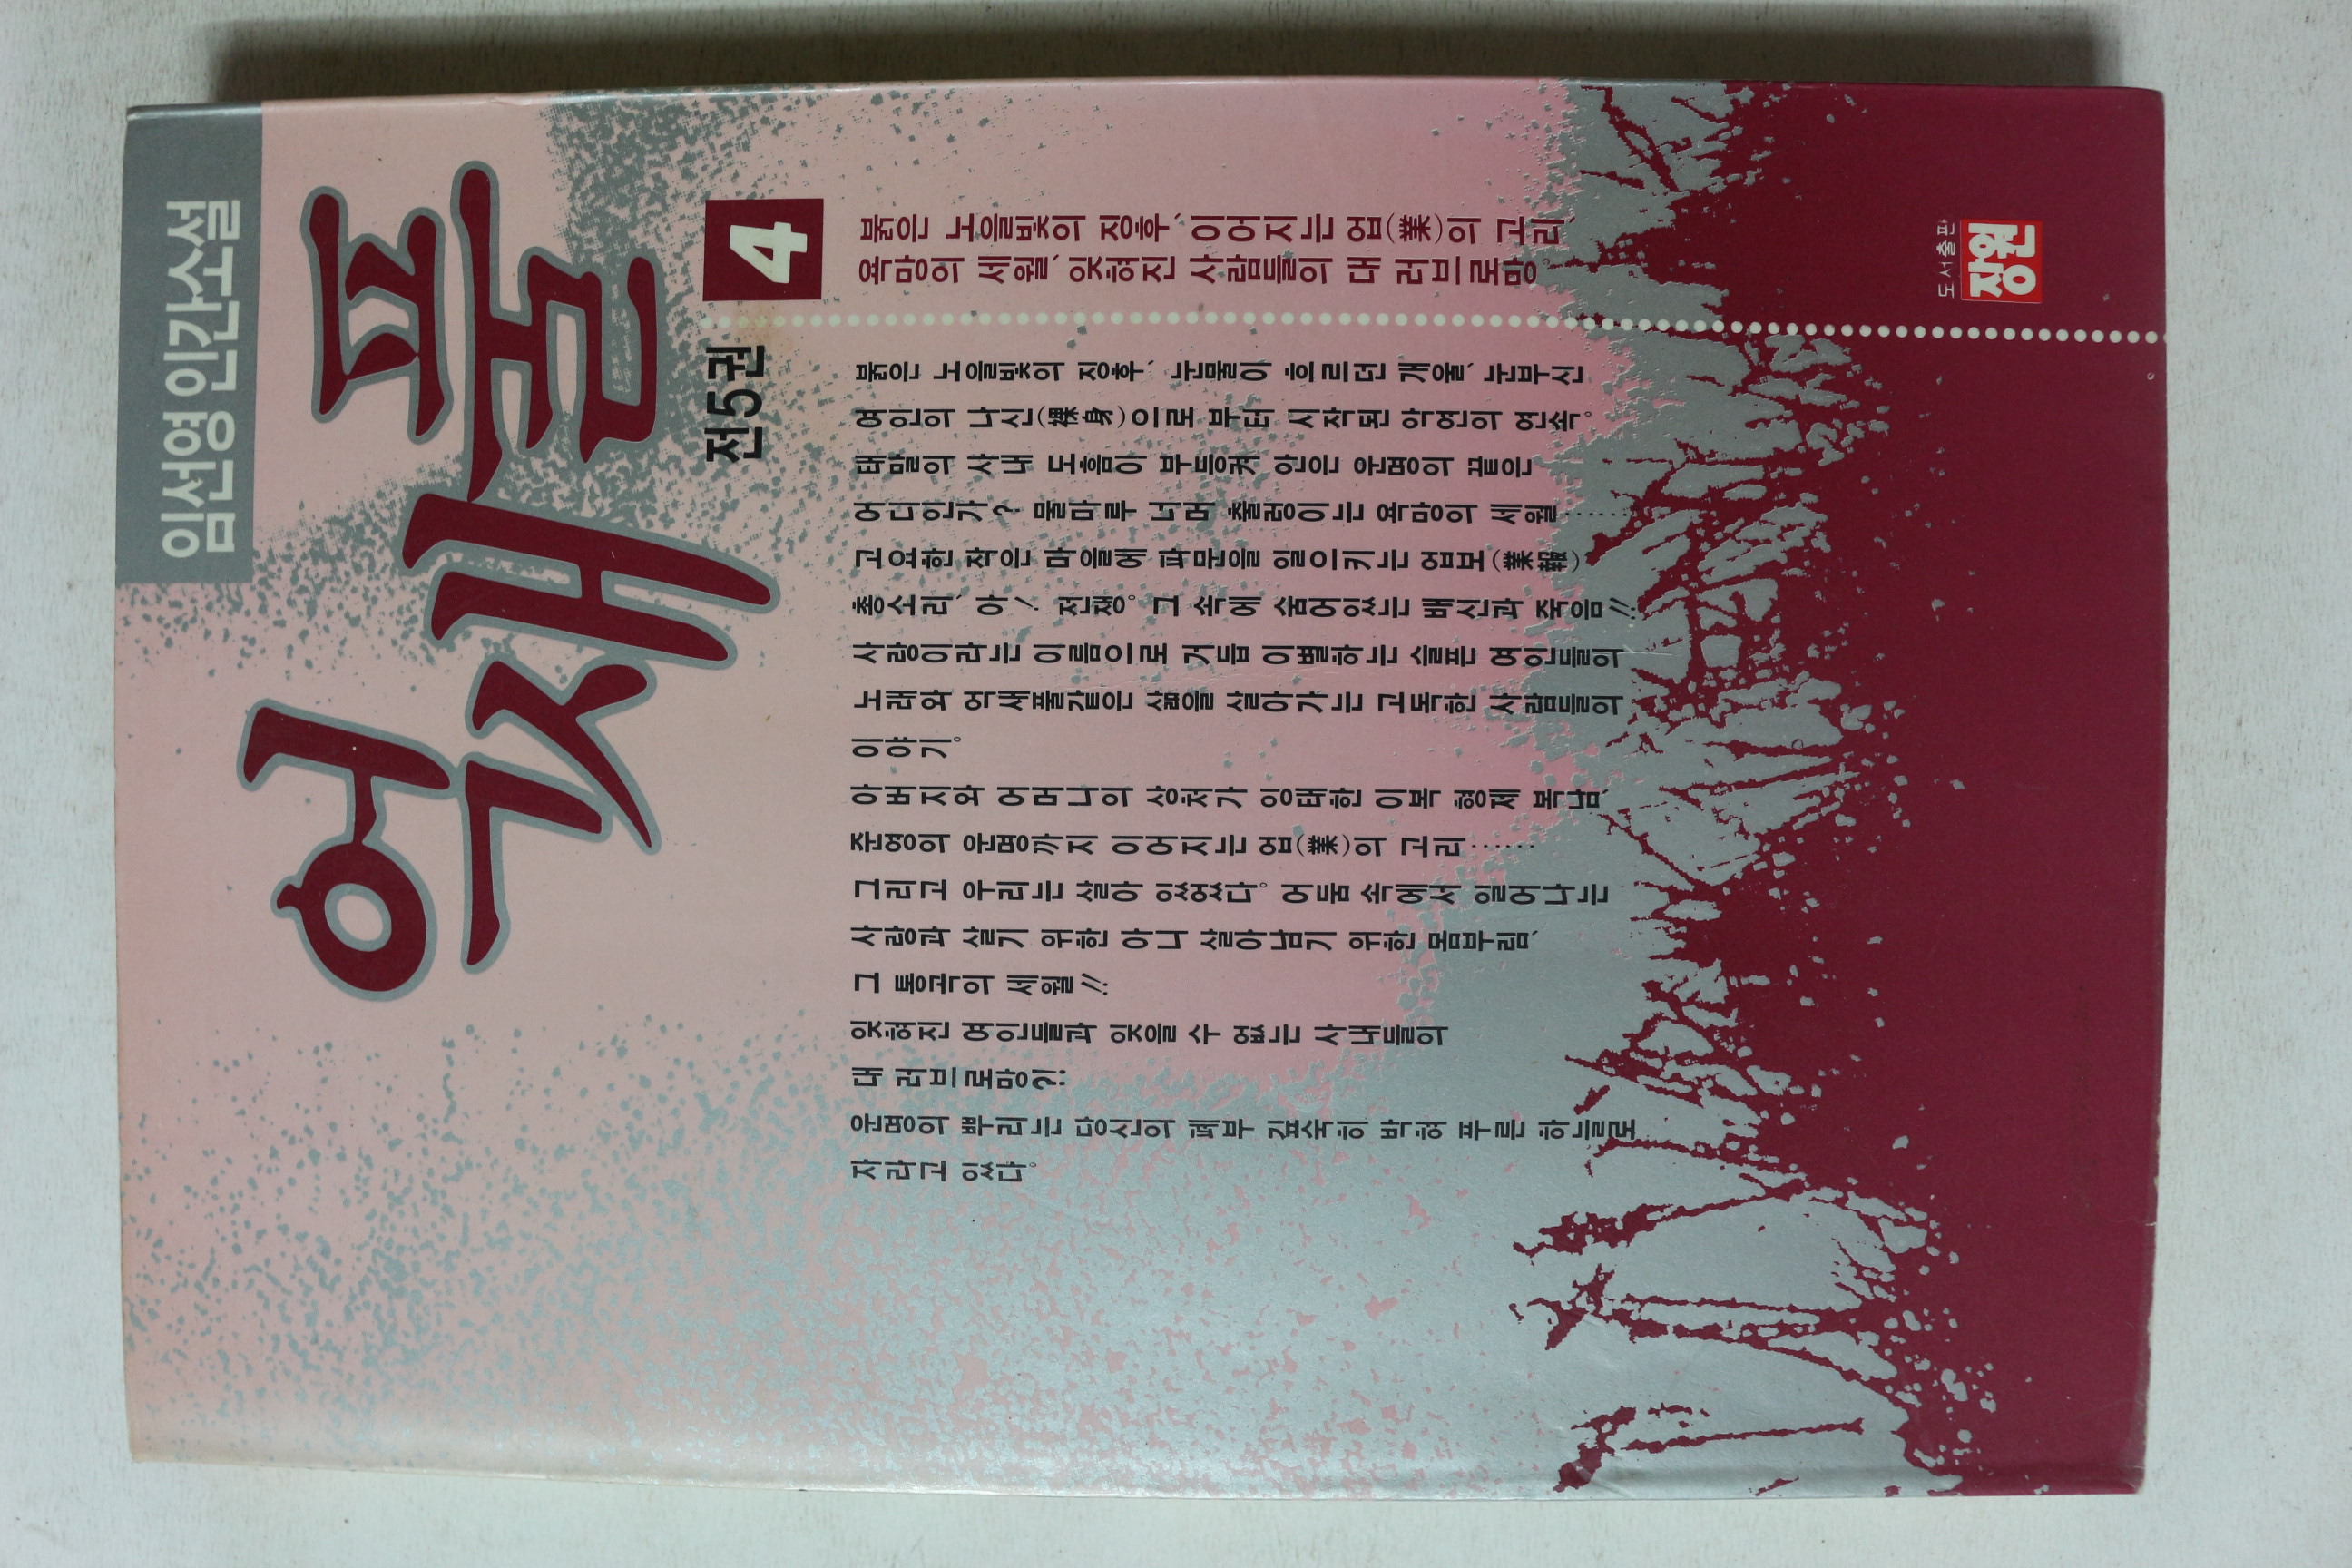 임선영 인간소설
억새풀
전5권
4
붉은 노을빛의 징후、이어지는 업(業)의 고리、
욕망의 세월、잊혀진 사람들의 대 러브로망。
붉은 노을빛의 징후、눈물이 흐르던 개울、눈부신
여인의 나신(裸身)으로 부터 시작된 악연의 연속。
태말의 사내 도흠이 부등켜 안은 운명의 끝은
어디인가? 물마루 너머 출렁이는 욕망의 세월……
고요한 작은 마을에 파문을 일으키는 업보(業報)
총소리、아! 전쟁。그 속에 숨어있는 배신과 죽음!!
사랑이라는 이름으로 거듭 이별하는 슬픈 여인들의
노래와 억새풀같은 삶을 살아가는 고독한 사람들의
이야기。
아버지와 어머니의 상처가 잉태한 이복 형제 복남、
준영의 운명까지 이어지는 업(業)의 고리……
그리고 우리는 살아 있었다。어둠 속에서 일어나는
사랑과 살기 위한 아니 살아남기 위한 몸부림、
그 통곡의 세월!!
잊혀진 여인들과 잊을 수 없는 사내들의
대 러브로망?!
운명의 뿌리는 당신의 폐부 깊숙히 박혀 푸른 하늘로
자라고 있다。
도서출판
장원